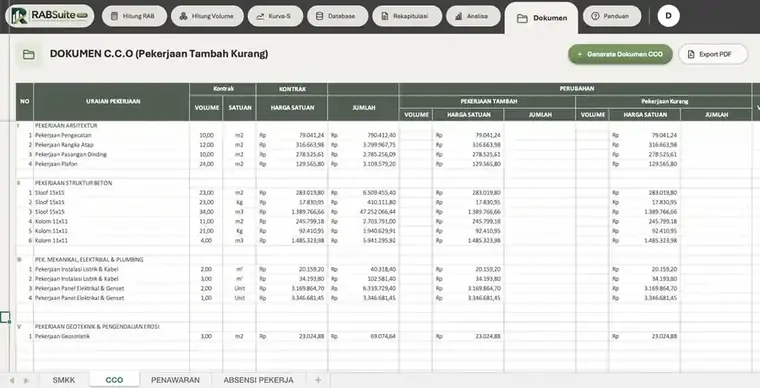 RABSuite
Hitung RAB
Hitung Volume
Kurva-S
Database
Rekapitulasi
Analisa
Dokumen
Panduan
D
DOKUMEN C.C.O (Pekerjaan Tambah Kurang)
+ Generate Dokumen CCO
Export PDF
NO URAIAN PEKERJAAN Kontrak KONTRAK PERUBAHAN
PEKERJAAN TAMBAH Pekerjaan Kurang
VOLUME SATUAN HARGA SATUAN JUMLAH VOLUME HARGA SATUAN JUMLAH VOLUME HARGA SATUAN JUMLAH
I PEKERJAAN ARSITEKTUR
1 Pekerjaan Pengecatan 10,00 m2 Rp 79.041,24 Rp 790.412,40 Rp 79.041,24 Rp 79.041,24
2 Pekerjaan Rangka Atap 12,00 m2 Rp 316.663,98 Rp 3.799.967,75 Rp 316.663,98 Rp 316.663,98
3 Pekerjaan Pasangan Dinding 10,00 m2 Rp 278.525,61 Rp 2.785.256,09 Rp 278.525,61 Rp 278.525,61
4 Pekerjaan Plafon 24,00 m2 Rp 129.565,80 Rp 3.109.579,20 Rp 129.565,80 Rp 129.565,80
II PEKERJAAN STRUKTUR BETON
1 Sloof 15x15 23,00 m2 Rp 283.019,80 Rp 6.509.455,40 Rp 283.019,80 Rp 283.019,80
2 Sloof 15x15 23,00 Kg Rp 17.830,95 Rp 410.111,80 Rp 17.830,95 Rp 17.830,95
3 Sloof 15x15 34,00 m3 Rp 1.389.766,66 Rp 47.252.066,44 Rp 1.389.766,66 Rp 1.389.766,66
4 Kolom 11x11 11,00 m2 Rp 245.799,18 Rp 2.703.791,00 Rp 245.799,18 Rp 245.799,18
5 Kolom 11x11 21,00 Kg Rp 92.410,95 Rp 1.940.629,91 Rp 92.410,95 Rp 92.410,95
6 Kolom 11x11 4,00 m3 Rp 1.485.323,98 Rp 5.941.295,92 Rp 1.485.323,98 Rp 1.485.323,98
III PEK. MEKANIKAL, ELEKTRIKAL & PLUMBING
1 Pekerjaan Instalasi Listrik & Kabel 2,00 m' Rp 20.159,20 Rp 40.318,40 Rp 20.159,20 Rp 20.159,20
2 Pekerjaan Instalasi Listrik & Kabel 3,00 m' Rp 34.193,80 Rp 102.581,40 Rp 34.193,80 Rp 34.193,80
3 Pekerjaan Panel Elektrikal & Genset 2,00 Unit Rp 3.169.864,70 Rp 6.339.729,40 Rp 3.169.864,70 Rp 3.169.864,70
4 Pekerjaan Panel Elektrikal & Genset 1,00 Unit Rp 3.346.681,45 Rp 3.346.681,45 Rp 3.346.681,45 Rp 3.346.681,45
V PEKERJAAN GEOTEKNIK & PENGENDALIAN EROSI
1 Pekerjaan Geosintetik 3,00 m2 Rp 23.024,88 Rp 69.074,64 Rp 23.024,88 Rp 23.024,88
SMKK CCO PENAWARAN ABSENSI PEKERJA +